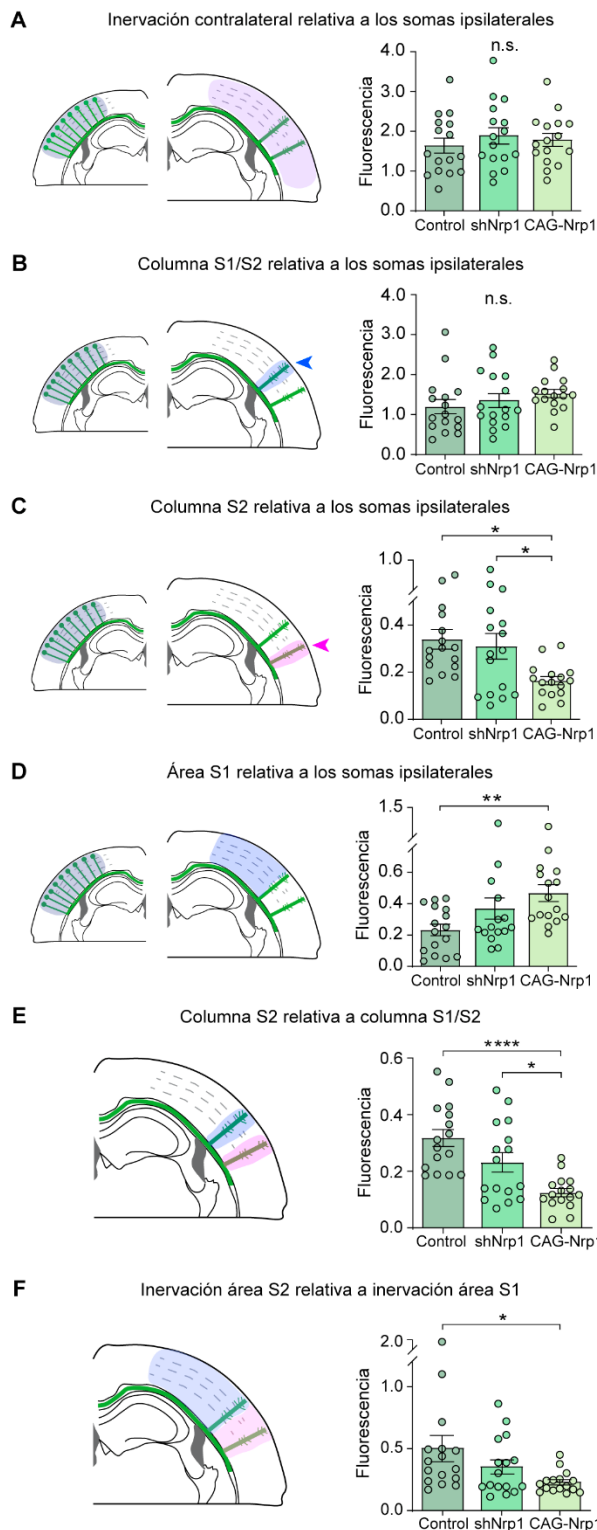 A
Inervación contralateral relativa a los somas ipsilaterales
n.s.
Fluorescencia
4.0
3.0
2.0
1.0
0.0
Control shNrp1 CAG-Nrp1
B
Columna S1/S2 relativa a los somas ipsilaterales
n.s.
Fluorescencia
4.0
3.0
2.0
1.0
0.0
Control shNrp1 CAG-Nrp1
C
Columna S2 relativa a los somas ipsilaterales
*
*
Fluorescencia
1.0
0.4
0.2
0.0
Control shNrp1 CAG-Nrp1
D
Área S1 relativa a los somas ipsilaterales
**
Fluorescencia
1.5
0.6
0.4
0.2
0.0
Control shNrp1 CAG-Nrp1
E
Columna S2 relativa a columna S1/S2
****
*
Fluorescencia
0.6
0.4
0.2
0.0
Control shNrp1 CAG-Nrp1
F
Inervación área S2 relativa a inervación área S1
*
Fluorescencia
2.0
1.0
0.5
0.0
Control shNrp1 CAG-Nrp1